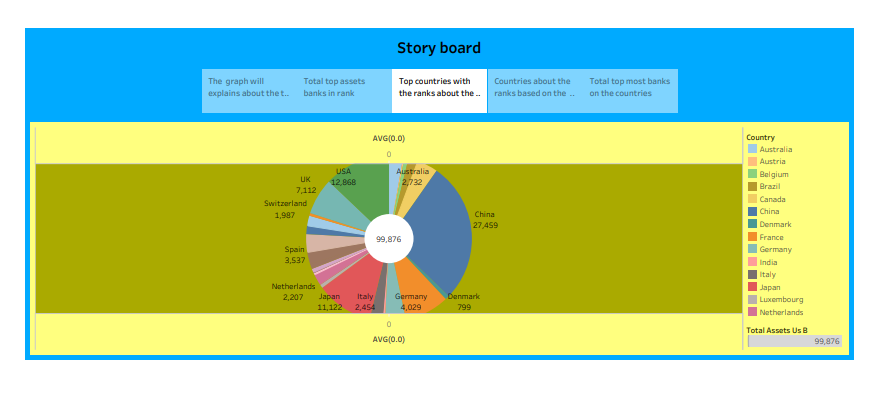 Story board
The graph will
explains about the t..
Total top assets
banks in rank
Top countries with
the ranks about the ..
Countries about the
ranks based on the ..
Total top most banks
on the countries
AVG(0.0)
0
USA
12,868
Australia
2,732
UK
7,112
Switzerland
1,987
China
27,459
99,876
Spain
3,537
Netherlands
2,207
Japan
11,122
Italy
2,454
Germany
4,029
Denmark
799
0
AVG(0.0)
Country
Australia
Austria
Belgium
Brazil
Canada
China
Denmark
France
Germany
India
Italy
Japan
Luxembourg
Netherlands
Total Assets Us B
99,876